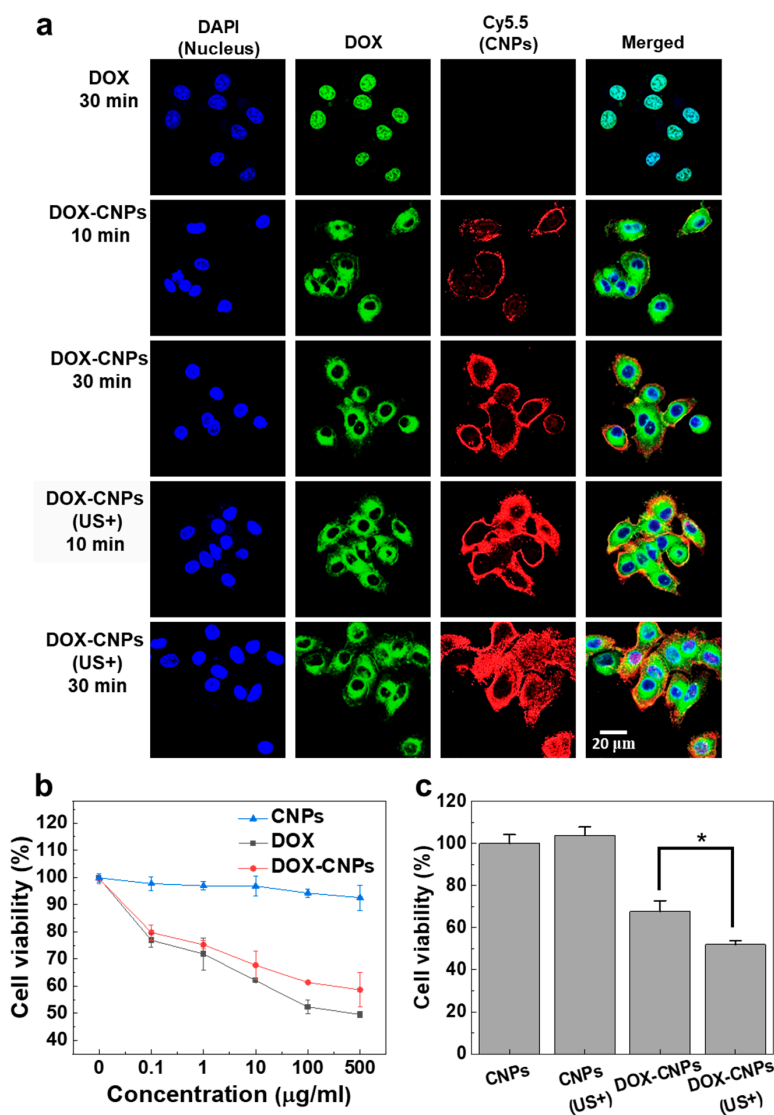 a
DAPI
(Nucleus)
DOX
Cy5.5
(CNPs)
Merged
DOX
30 min
DOX-CNPs
10 min
DOX-CNPs
30 min
DOX-CNPs
(US+)
10 min
DOX-CNPs
(US+)
30 min
20 µm
b
CNPs
DOX
DOX-CNPs
Cell viability (%)
120
110
100
90
80
70
60
50
40
0
0.1
1
10
100
500
Concentration (µg/ml)
c
Cell viability (%)
120
100
80
60
40
20
0
*
CNPs
CNPs
(US+)
DOX-CNPs
DOX-CNPs
(US+)